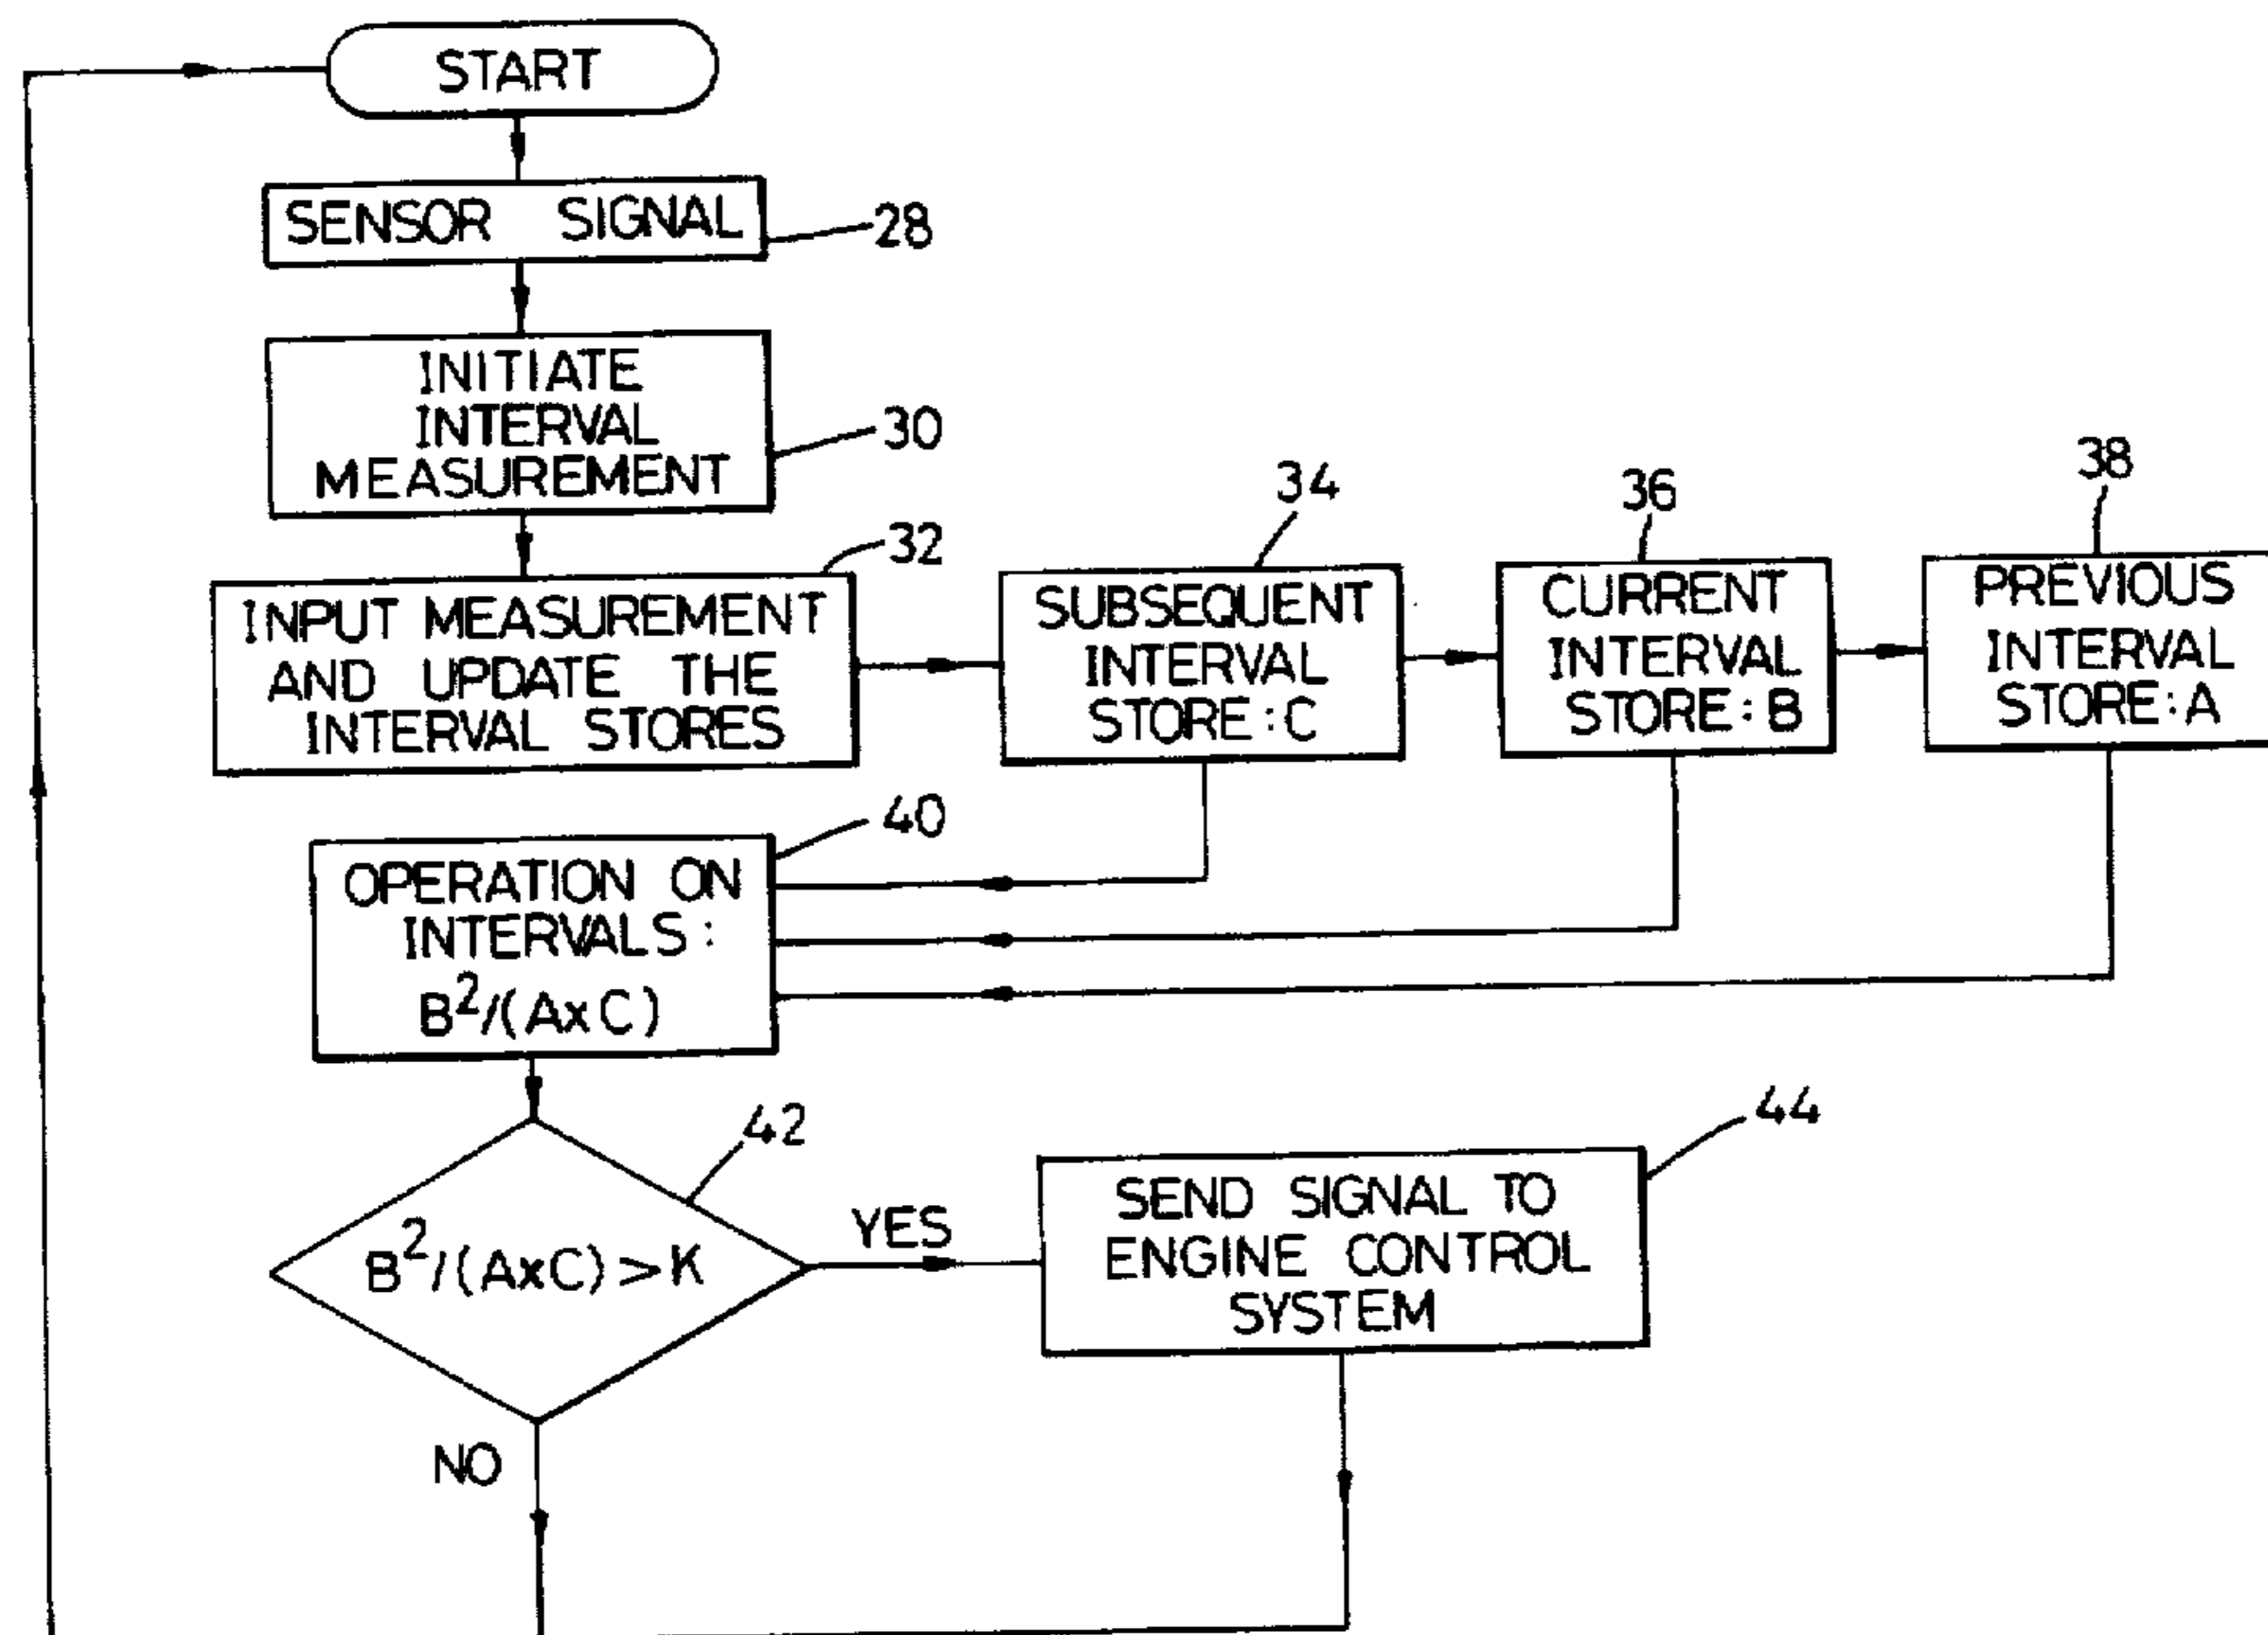 START
SENSOR SIGNAL
28
INITIATE
INTERVAL
MEASUREMENT
30
INPUT MEASUREMENT
AND UPDATE THE
INTERVAL STORES
32
SUBSEQUENT
INTERVAL
STORE:C
34
CURRENT
INTERVAL
STORE:B
36
PREVIOUS
INTERVAL
STORE:A
38
OPERATION ON
INTERVALS:
B²/(AxC)
40
B²/(AxC)>K
42
YES
SEND SIGNAL TO
ENGINE CONTROL
SYSTEM
44
NO